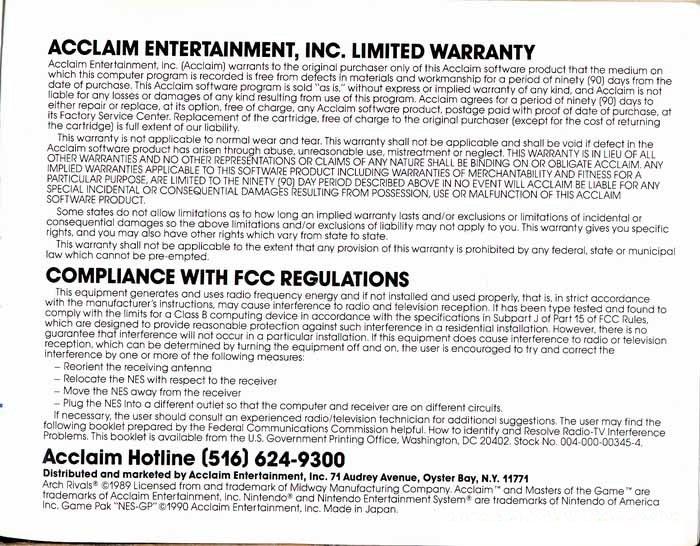 ACCLAIM ENTERTAINMENT, INC. LIMITED WARRANTY
Acclaim Entertainment, Inc. (Acclaim) warrants to the original purchaser only of this Acclaim software product that the medium on
which this computer program is recorded is free from defects in materials and workmanship for a period of ninety (90) days from the
date of purchase. This Acclaim software program is sold "as is," without express or implied warranty of any kind, and Acclaim is not
liable for any losses or damages of any kind resulting from use of this program. Acclaim agrees for a period of ninety (90) days to
either repair or replace, at its option, free of charge, any Acclaim software product, postage paid with proof of date of purchase, at
its Factory Service Center. Replacement of the cartridge, free of charge to the original purchaser (except for the cost of returning
the cartridge) is full extent of our liability.
This warranty is not applicable to normal wear and tear. This warranty shall not be applicable and shall be void if defect in the
Acclaim software product has arisen through abuse, unreasonable use, mistreatment or neglect. THIS WARRANTY IS IN LIEU OF ALL
OTHER WARRANTIES AND NO OTHER REPRESENTATIONS OR CLAIMS OF ANY NATURE SHALL BE BINDING ON OR OBLIGATE ACCLAIM. ANY
IMPLIED WARRANTIES APPLICABLE TO THIS SOFTWARE PRODUCT INCLUDING WARRANTIES OF MERCHANTABILITY AND FITNESS FOR A
PARTICULAR PURPOSE, ARE LIMITED TO THE NINETY (90) DAY PERIOD DESCRIBED ABOVE IN NO EVENT WILL ACCLAIM BE LIABLE FOR ANY
SPECIAL INCIDENTAL OR CONSEQUENTIAL DAMAGES RESULTING FROM POSSESSION, USE OR MALFUNCTION OF THIS ACCLAIM
SOFTWARE PRODUCT.
Some states do not allow limitations as to how long an implied warranty lasts and/or exclusions or limitations of incidental or
consequential damages so the above limitations and/or exclusions of liability may not apply to you. This warranty gives you specific
rights, and you may also have other rights which vary from state to state.
This warranty shall not be applicable to the extent that any provision of this warranty is prohibited by any federal, state or municipal
law which cannot be pre-empted.
COMPLIANCE WITH FCC REGULATIONS
This equipment generates and uses radio frequency energy and if not installed and used properly, that is, in strict accordance
with the manufacturer's instructions, may cause interference to radio and television reception. It has been type tested and found to
comply with the limits for a Class B computing device in accordance with the specifications in Subpart J of Part 15 of FCC Rules,
which are designed to provide reasonable protection against such interference in a residential installation. However, there is no
guarantee that interference will not occur in a particular installation. If this equipment does cause interference to radio or television
reception, which can be determined by turning the equipment off and on, the user is encouraged to try and correct the
interference by one or more of the following measures:
– Reorient the receiving antenna
– Relocate the NES with respect to the receiver
– Move the NES away from the receiver
– Plug the NES into a different outlet so that the computer and receiver are on different circuits.
If necessary, the user should consult an experienced radio/television technician for additional suggestions. The user may find the
following booklet prepared by the Federal Communications Commission helpful. How to identify and Resolve Radio-TV Interference
Problems. This booklet is available from the U.S. Government Printing Office, Washington, DC 20402. Stock No. 004-000-00345-4.
Acclaim Hotline (516) 624-9300
Distributed and marketed by Acclaim Entertainment, Inc. 71 Audrey Avenue, Oyster Bay, N.Y. 11771
Arch Rivals® ©1989 Licensed from and trademark of Midway Manufacturing Company. Acclaim™ and Masters of the Game™ are
trademarks of Acclaim Entertainment, Inc. Nintendo® and Nintendo Entertainment System® are trademarks of Nintendo of America
Inc. Game Pak "NES-GP" ©1990 Acclaim Entertainment, Inc. Made in Japan.